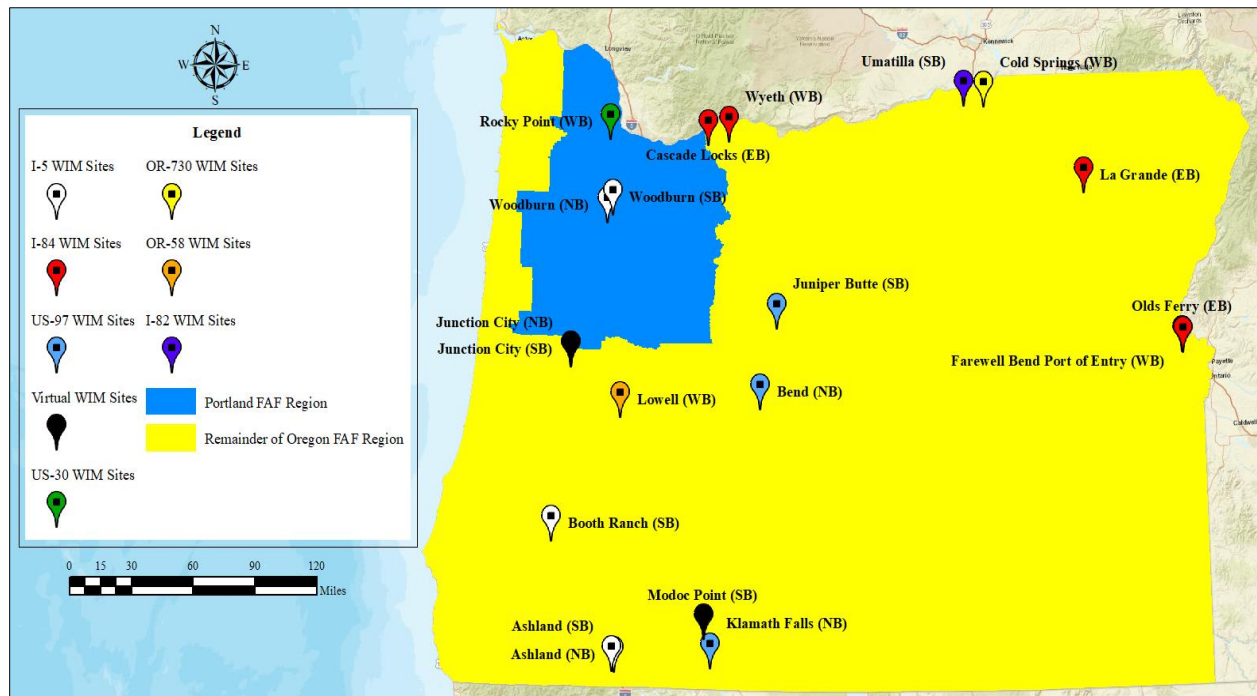 N
W E
S
Legend
I-5 WIM Sites OR-730 WIM Sites
I-84 WIM Sites OR-58 WIM Sites
US-97 WIM Sites I-82 WIM Sites
Virtual WIM Sites
Portland FAF Region
Remainder of Oregon FAF Region
US-30 WIM Sites
0 15 30 60 90 120
Miles
Longview
Kennewick
Umatilla (SB)
Cold Springs (WB)
Wyeth (WB)
Rocky Point (WB)
Cascade Locks (EB)
La Grande (EB)
Woodburn (SB)
Woodburn (NB)
Juniper Butte (SB)
Olds Ferry (EB)
Junction City (NB)
Junction City (SB)
Farewell Bend Port of Entry (WB)
Payette
Ontario
Bend (NB)
Lowell (WB)
Caldwell
Booth Ranch (SB)
Modoc Point (SB)
Klamath Falls (NB)
Ashland (SB)
Ashland (NB)